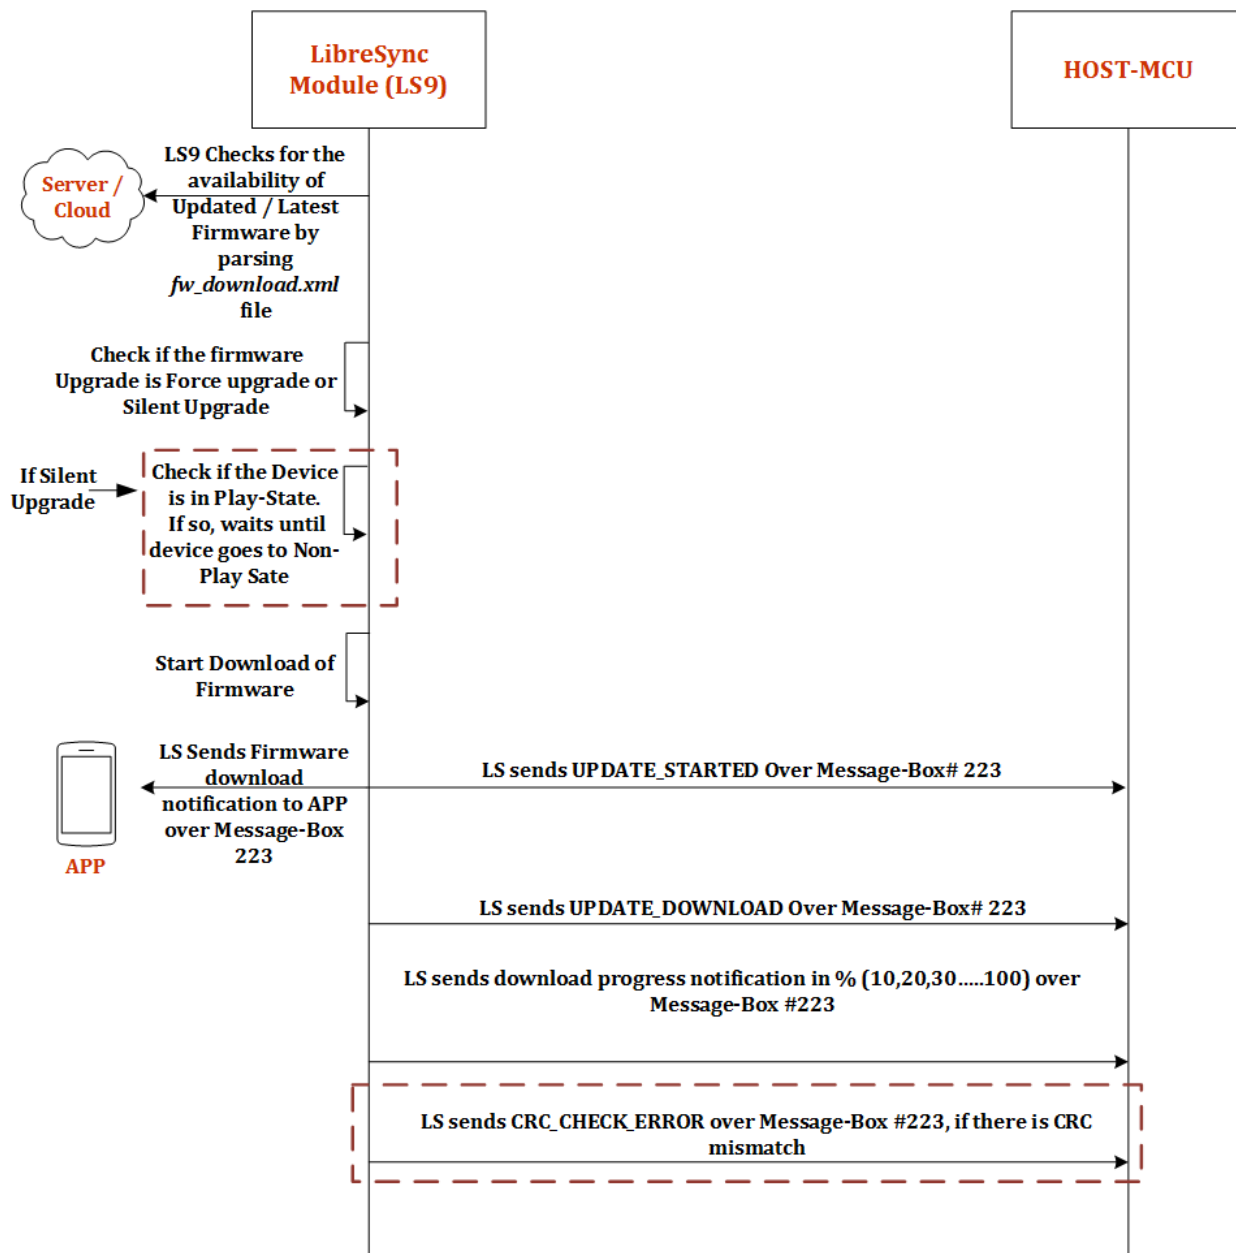 LibreSync
Module (LS9)
HOST-MCU
LS9 Checks for the
availability of
Updated / Latest
Firmware by
parsing
fw_download.xml
file
Server /
Cloud
Check if the firmware
Upgrade is Force upgrade or
Silent Upgrade
If Silent
Upgrade
Check if the Device
is in Play-State.
If so, waits until
device goes to Non-
Play Sate
Start Download of
Firmware
LS Sends Firmware
download
notification to APP
over Message-Box
223
APP
LS sends UPDATE_STARTED Over Message-Box# 223
LS sends UPDATE_DOWNLOAD Over Message-Box# 223
LS sends download progress notification in % (10,20,30.....100) over
Message-Box #223
LS sends CRC_CHECK_ERROR over Message-Box #223, if there is CRC
mismatch